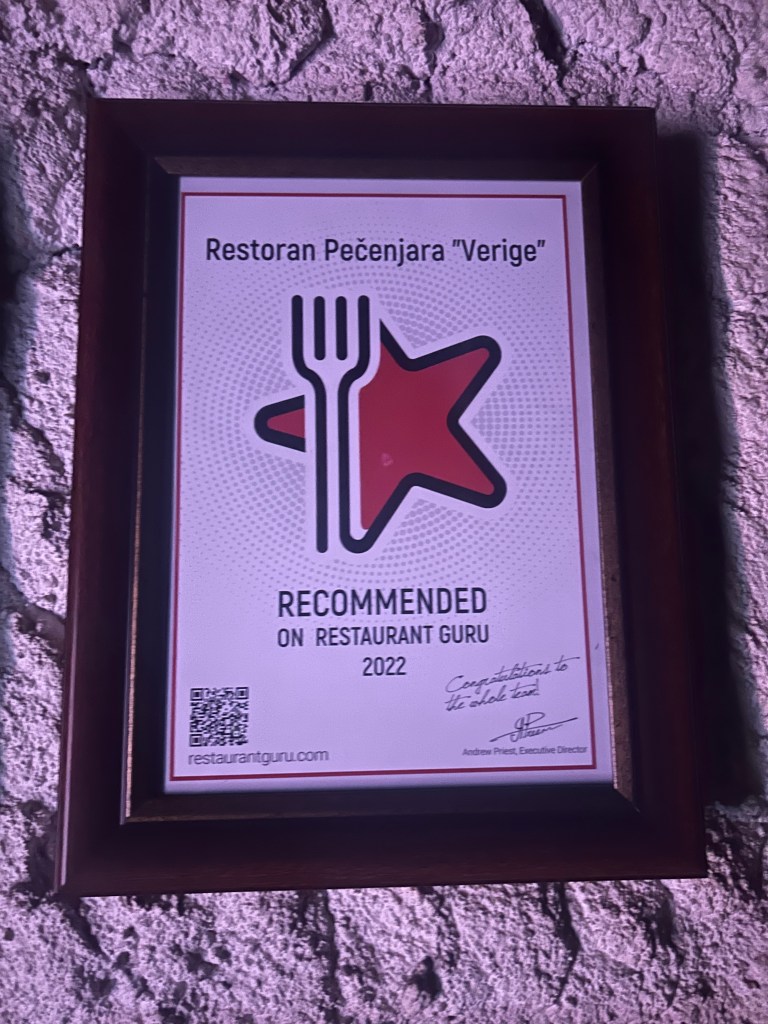 Restoran Pečenjara "Verige"
RECOMMENDED
ON RESTAURANT GURU
2022
Congratulations to
the whole team!
restaurantguru.com
Andrew Priest, Executive Director